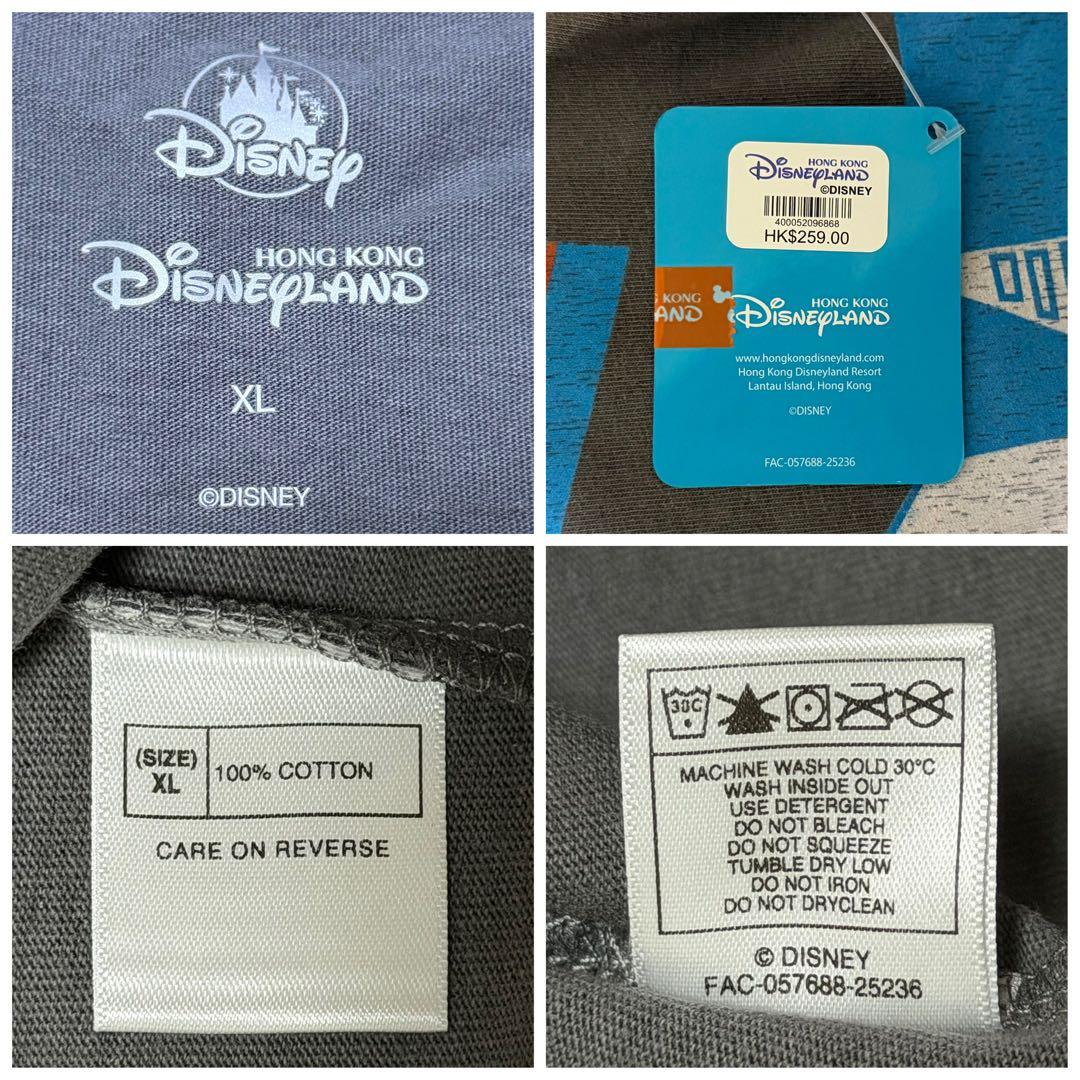 Disney
HONG KONG
Disneyland
XL
©DISNEY
HONG KONG
Disneyland
©DISNEY
400052096868
HK$259.00
KONG
AND
HONG KONG
Disneyland
www.hongkongdisneyland.com
Hong Kong Disneyland Resort
Lantau Island, Hong Kong
©DISNEY
FAC-057688-25236
(SIZE)
XL
100% COTTON
CARE ON REVERSE
30C
MACHINE WASH COLD 30°C
WASH INSIDE OUT
USE DETERGENT
DO NOT BLEACH
DO NOT SQUEEZE
TUMBLE DRY LOW
DO NOT IRON
DO NOT DRYCLEAN
© DISNEY
FAC-057688-25236